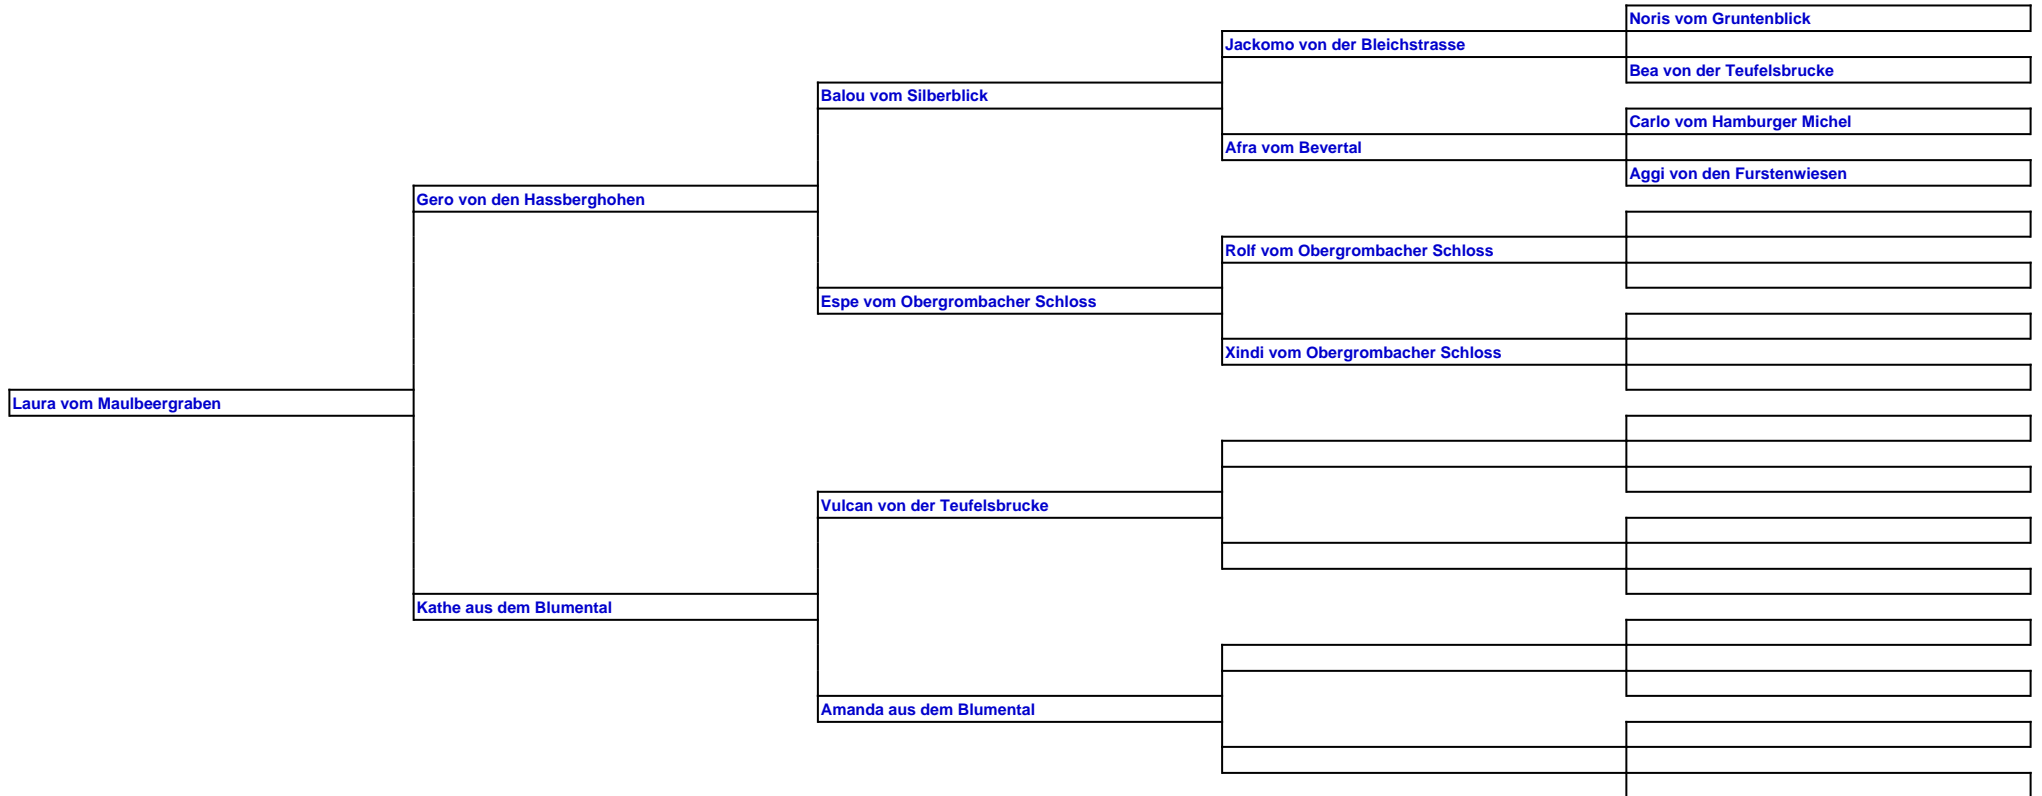 Noris vom Gruntenblick
Jackomo von der Bleichstrasse
Bea von der Teufelsbrucke
Balou vom Silberblick
Carlo vom Hamburger Michel
Afra vom Bevertal
Aggi von den Furstenwiesen
Gero von den Hassberghohen
Rolf vom Obergrombacher Schloss
Espe vom Obergrombacher Schloss
Xindi vom Obergrombacher Schloss
Laura vom Maulbeergraben
Vulcan von der Teufelsbrucke
Kathe aus dem Blumental
Amanda aus dem Blumental